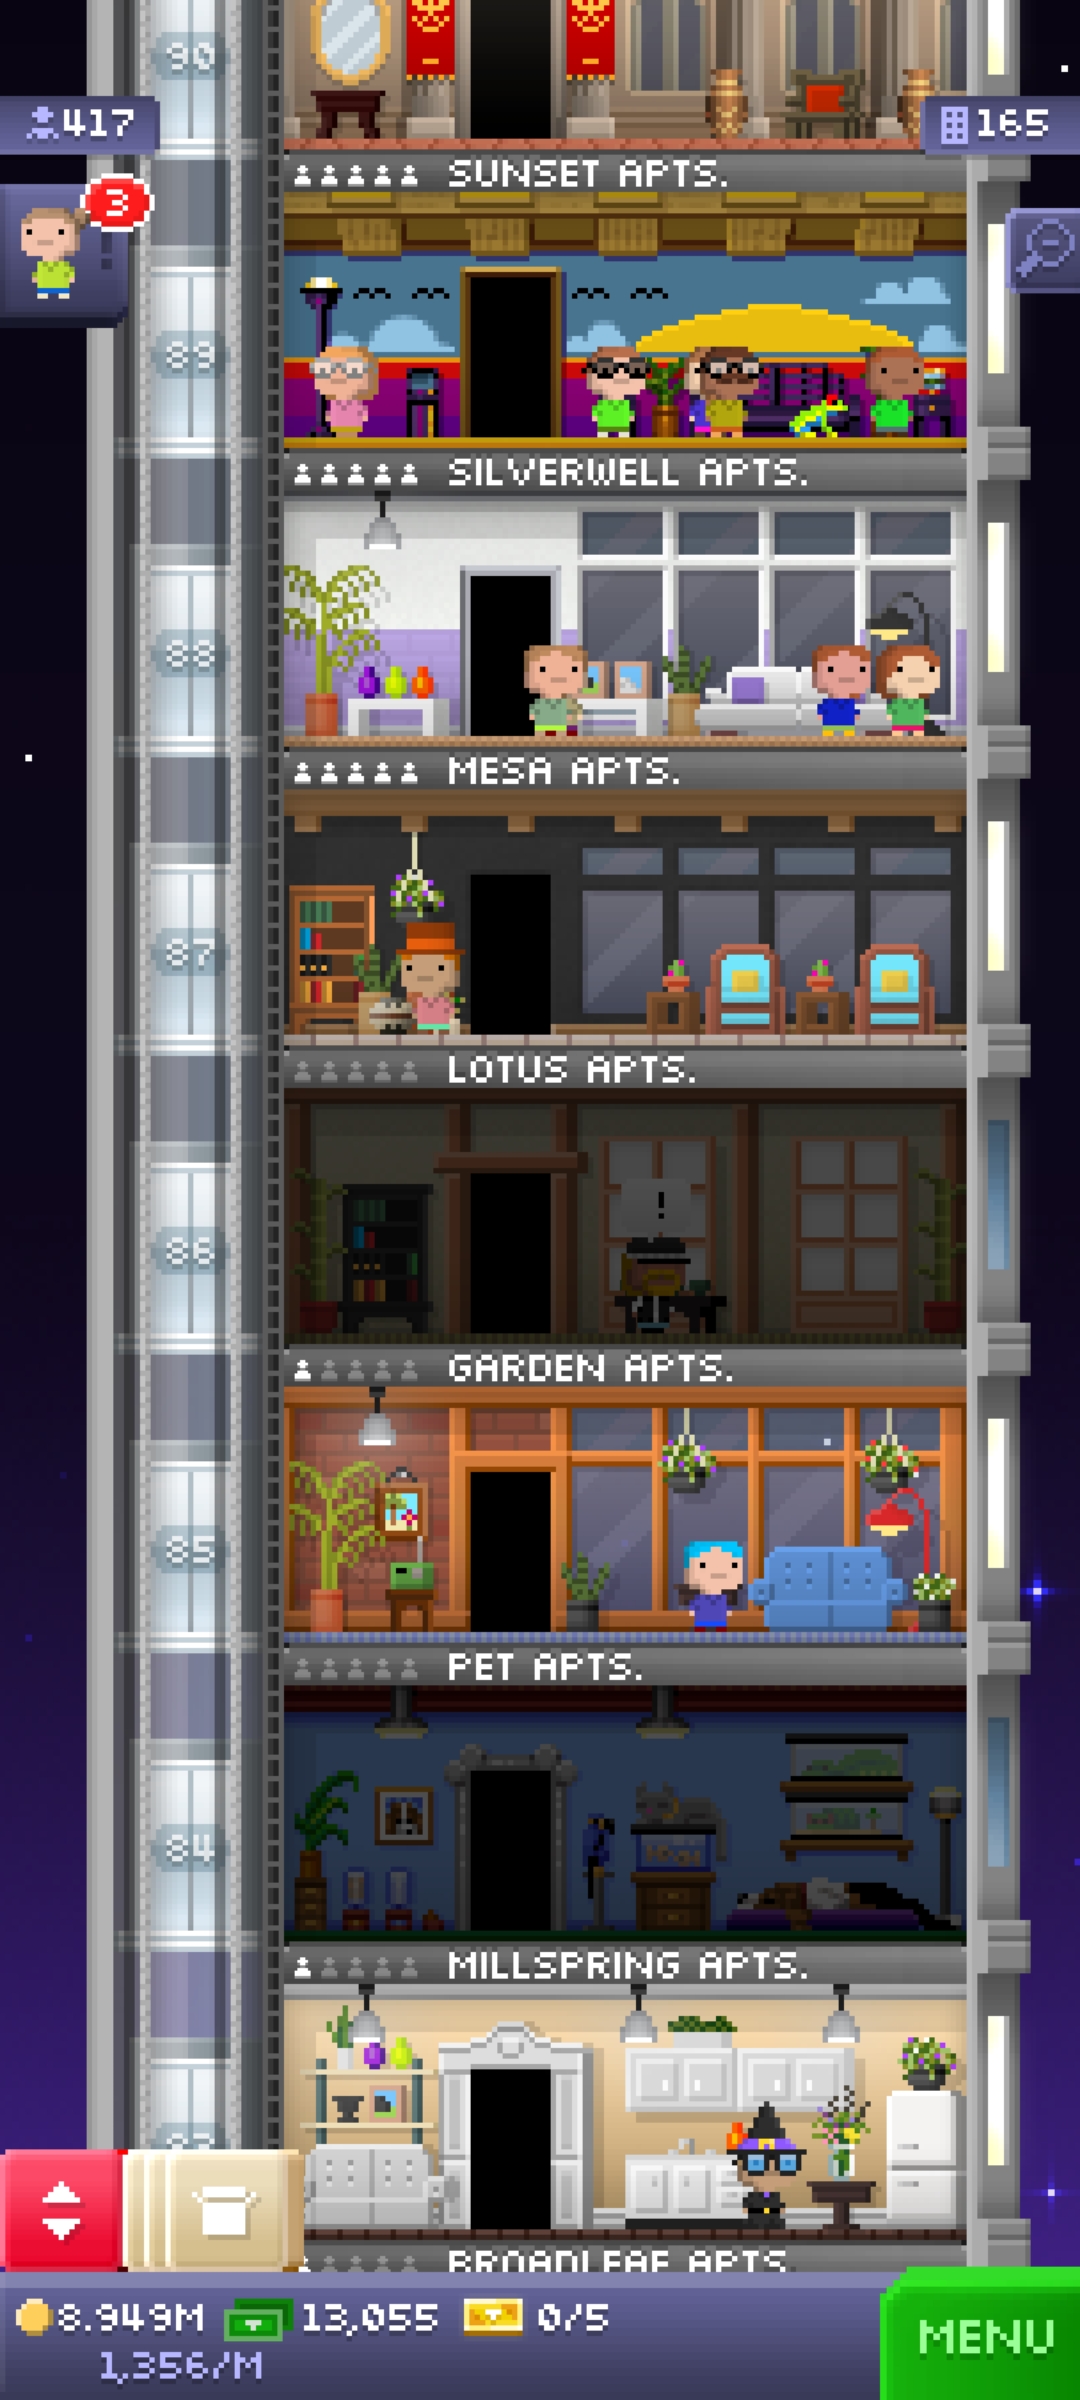 90
417
165
3
!
SUNSET APTS.
89
SILVERWELL APTS.
88
MESA APTS.
87
LOTUS APTS.
86
!
GARDEN APTS.
85
PET APTS.
84
MILLSPRING APTS.
BROADLEAF APTS.
8.949M 13,055 0/5
1,356/M
MENU